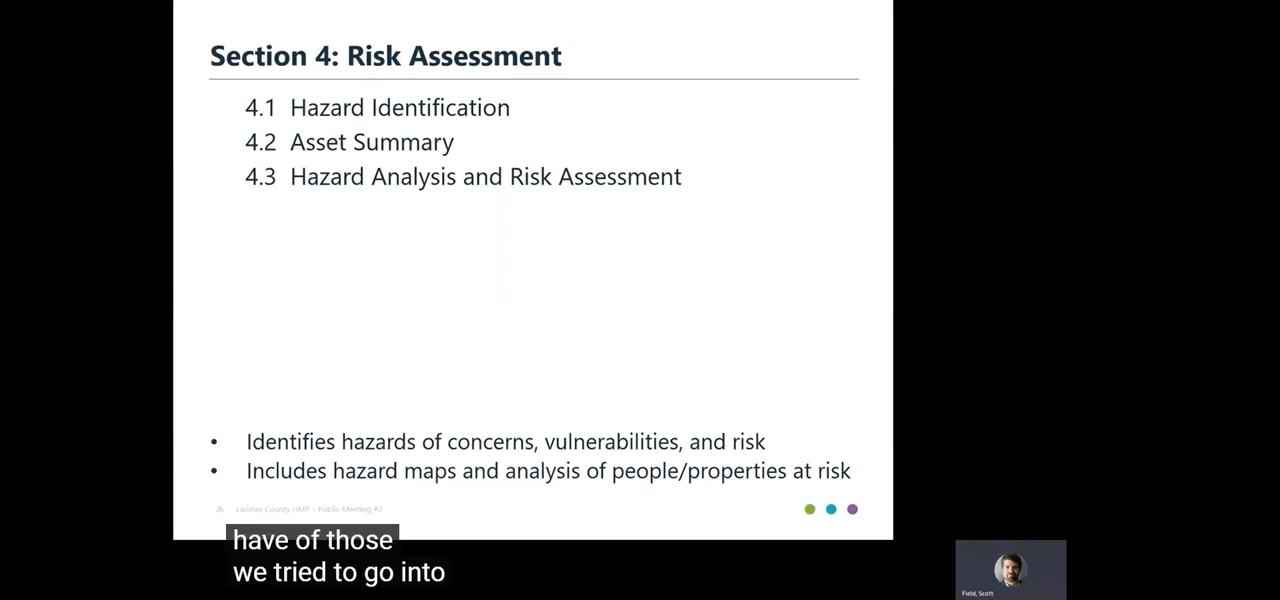 Section 4: Risk Assessment
4.1 Hazard Identification
4.2 Asset Summary
4.3 Hazard Analysis and Risk Assessment
• Identifies hazards of concerns, vulnerabilities, and risk
• Includes hazard maps and analysis of people/properties at risk
26 Larimer County HMP – Public Meeting #2
have of those
we tried to go into
Field, Scott